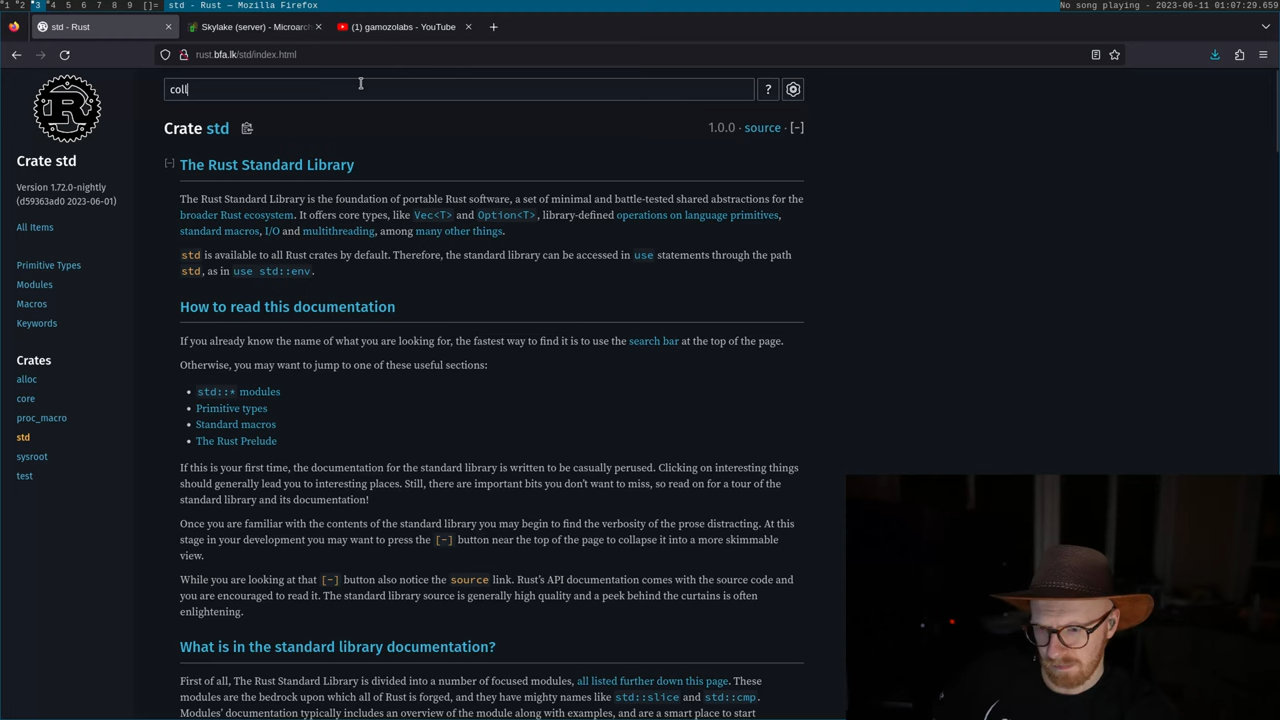 1 2 3 4 5 6 7 8 9 []= std - Rust — Mozilla Firefox No song playing - 2023-06-11 01:07:29.659
std - Rust Skylake (server) - Microarch (1) gamozolabs - YouTube
rust.bfa.lk/std/index.html
coll ?
Crate std 1.0.0 · source · [-]
[-] The Rust Standard Library
The Rust Standard Library is the foundation of portable Rust software, a set of minimal and battle-tested shared abstractions for the
broader Rust ecosystem. It offers core types, like Vec<T> and Option<T>, library-defined operations on language primitives,
standard macros, I/O and multithreading, among many other things.
std is available to all Rust crates by default. Therefore, the standard library can be accessed in use statements through the path
std, as in use std::env.
How to read this documentation
If you already know the name of what you are looking for, the fastest way to find it is to use the search bar at the top of the page.
Otherwise, you may want to jump to one of these useful sections:
• std::* modules
• Primitive types
• Standard macros
• The Rust Prelude
If this is your first time, the documentation for the standard library is written to be casually perused. Clicking on interesting things
should generally lead you to interesting places. Still, there are important bits you don't want to miss, so read on for a tour of the
standard library and its documentation!
Once you are familiar with the contents of the standard library you may begin to find the verbosity of the prose distracting. At this
stage in your development you may want to press the [-] button near the top of the page to collapse it into a more skimmable
view.
While you are looking at that [-] button also notice the source link. Rust's API documentation comes with the source code and
you are encouraged to read it. The standard library source is generally high quality and a peek behind the curtains is often
enlightening.
What is in the standard library documentation?
First of all, The Rust Standard Library is divided into a number of focused modules, all listed further down this page. These
modules are the bedrock upon which all of Rust is forged, and they have mighty names like std::slice and std::cmp.
Modules' documentation typically includes an overview of the module along with examples, and are a smart place to start
Crate std
Version 1.72.0-nightly
(d59363ad0 2023-06-01)
All Items
Primitive Types
Modules
Macros
Keywords
Crates
alloc
core
proc_macro
std
sysroot
test